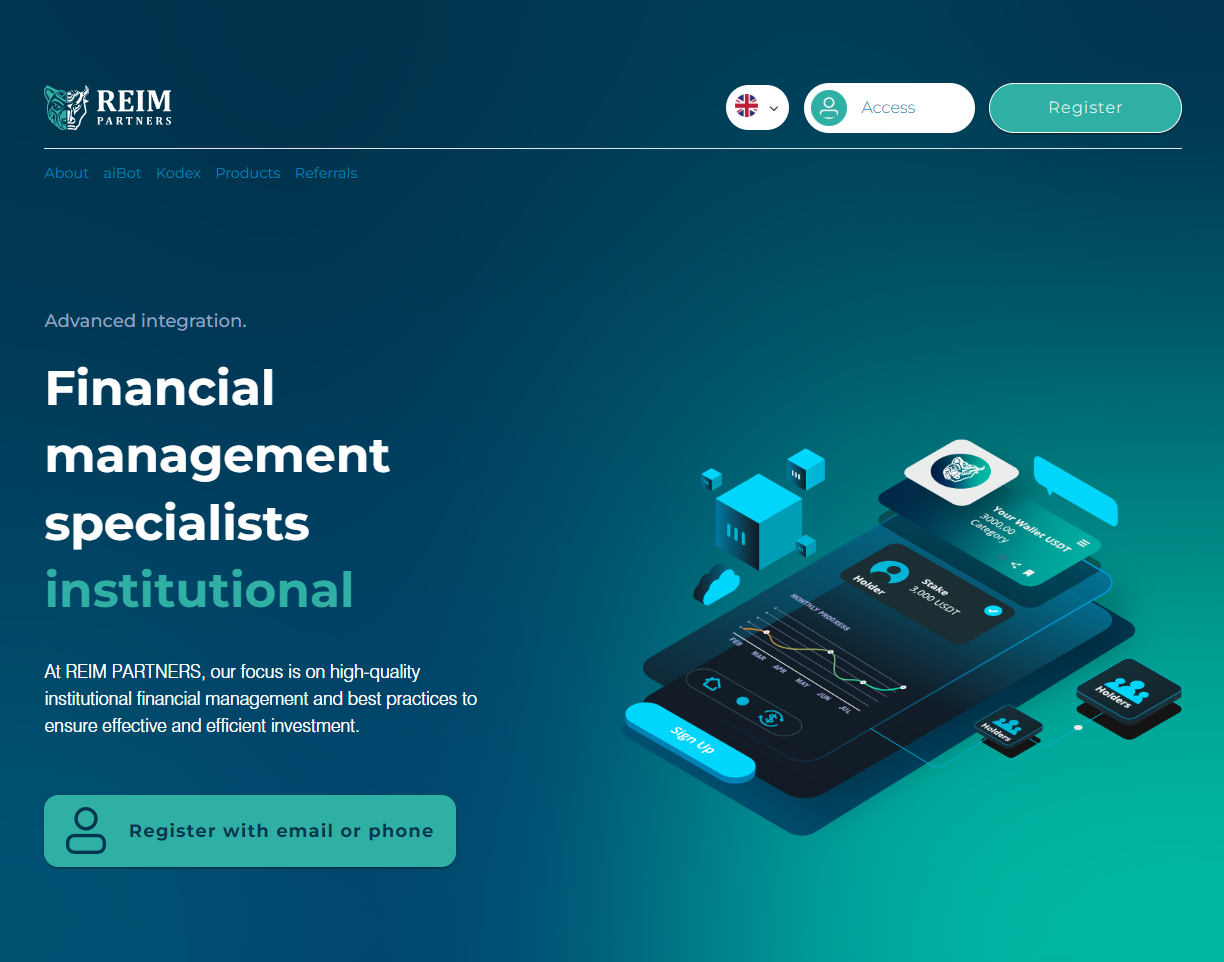 REIM
PARTNERS
Access
Register
About aiBot Kodex Products Referrals
Advanced integration.
Financial
management
specialists
institutional
At REIM PARTNERS, our focus is on high-quality
institutional financial management and best practices to
ensure effective and efficient investment.
Register with email or phone
Your Wallet USDT
3000.00
Category
Stake
3,000 USDT
Holder
MONTHLY PROGRESS
FEB MAR APR MAY JUN JUL
Sign Up
Holders
Holders